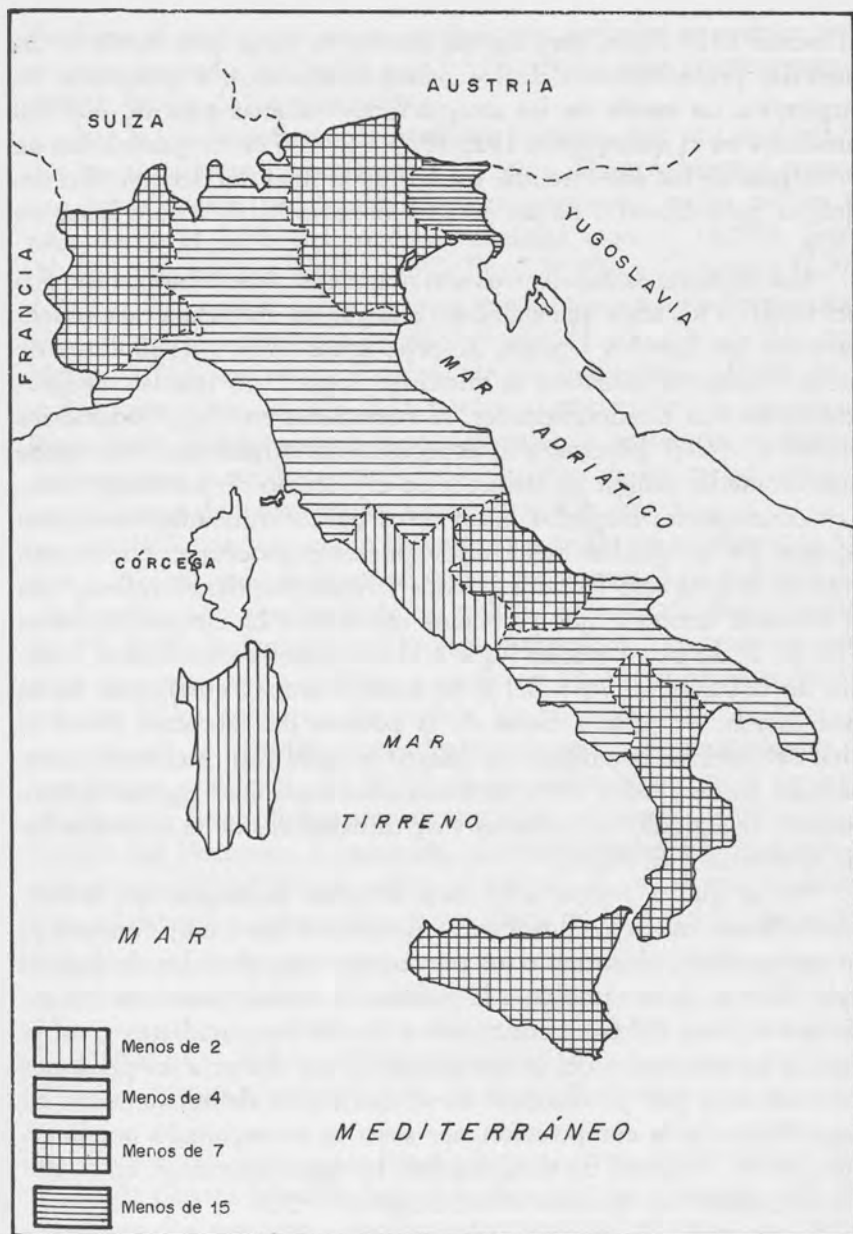 AUSTRIA
SUIZA
YUGOSLAVIA
FRANCIA
MAR ADRIATICO
CORCEGA
MAR
TIRRENO
MAR
Menos de 2
Menos de 4
MEDITERRÁNEO
Menos de 7
Menos de 15